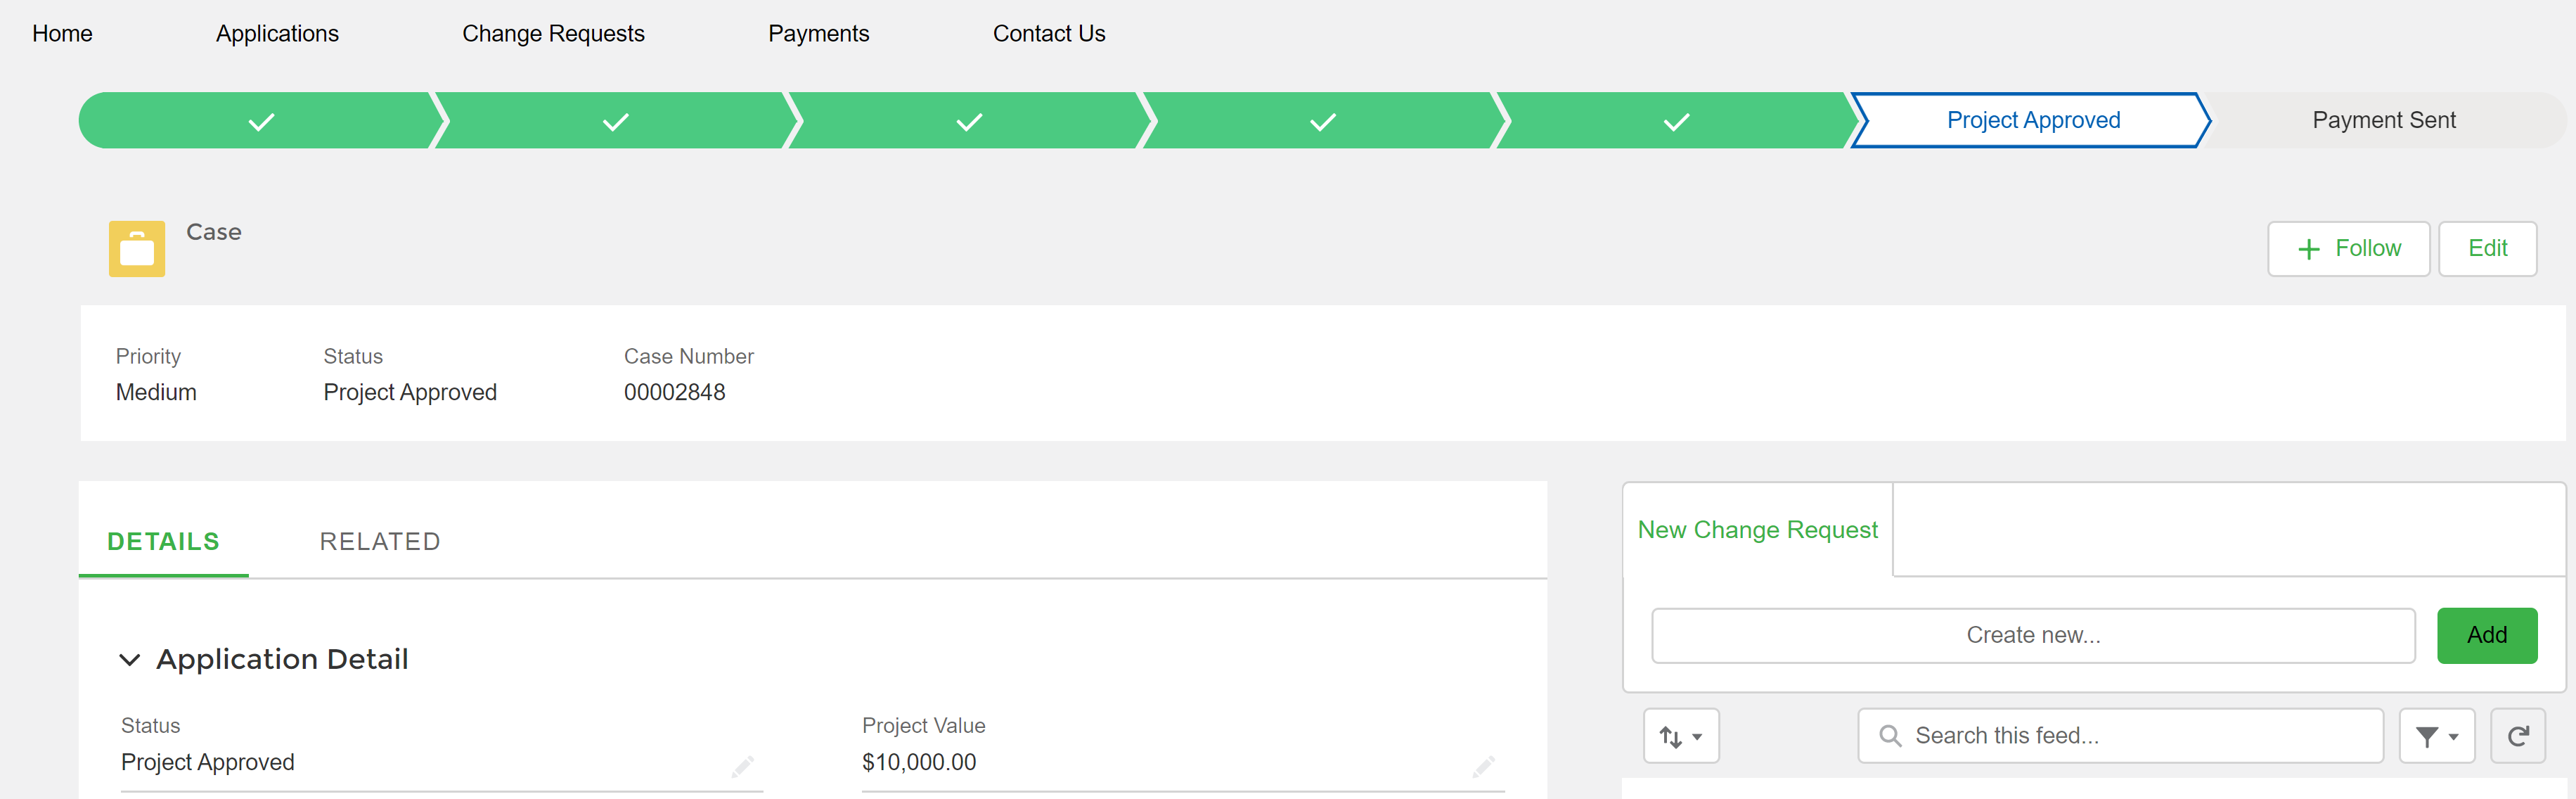 Home Applications Change Requests Payments Contact Us
Project Approved Payment Sent
Case
Follow Edit
Priority Status Case Number
Medium Project Approved 00002848
DETAILS RELATED
New Change Request
Create new... Add
Application Detail
Status Project Value
Project Approved $10,000.00
Search this feed...